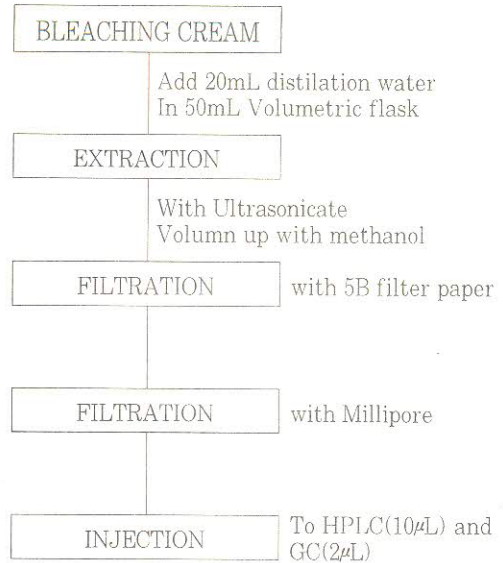 BLEACHING CREAM
Add 20mL distilation water
In 50mL Volumetric flask
EXTRACTION
With Ultrasonicate
Volumn up with methanol
FILTRATION
with 5B filter paper
FILTRATION
with Millipore
INJECTION
To HPLC(10μL) and
GC(2μL)